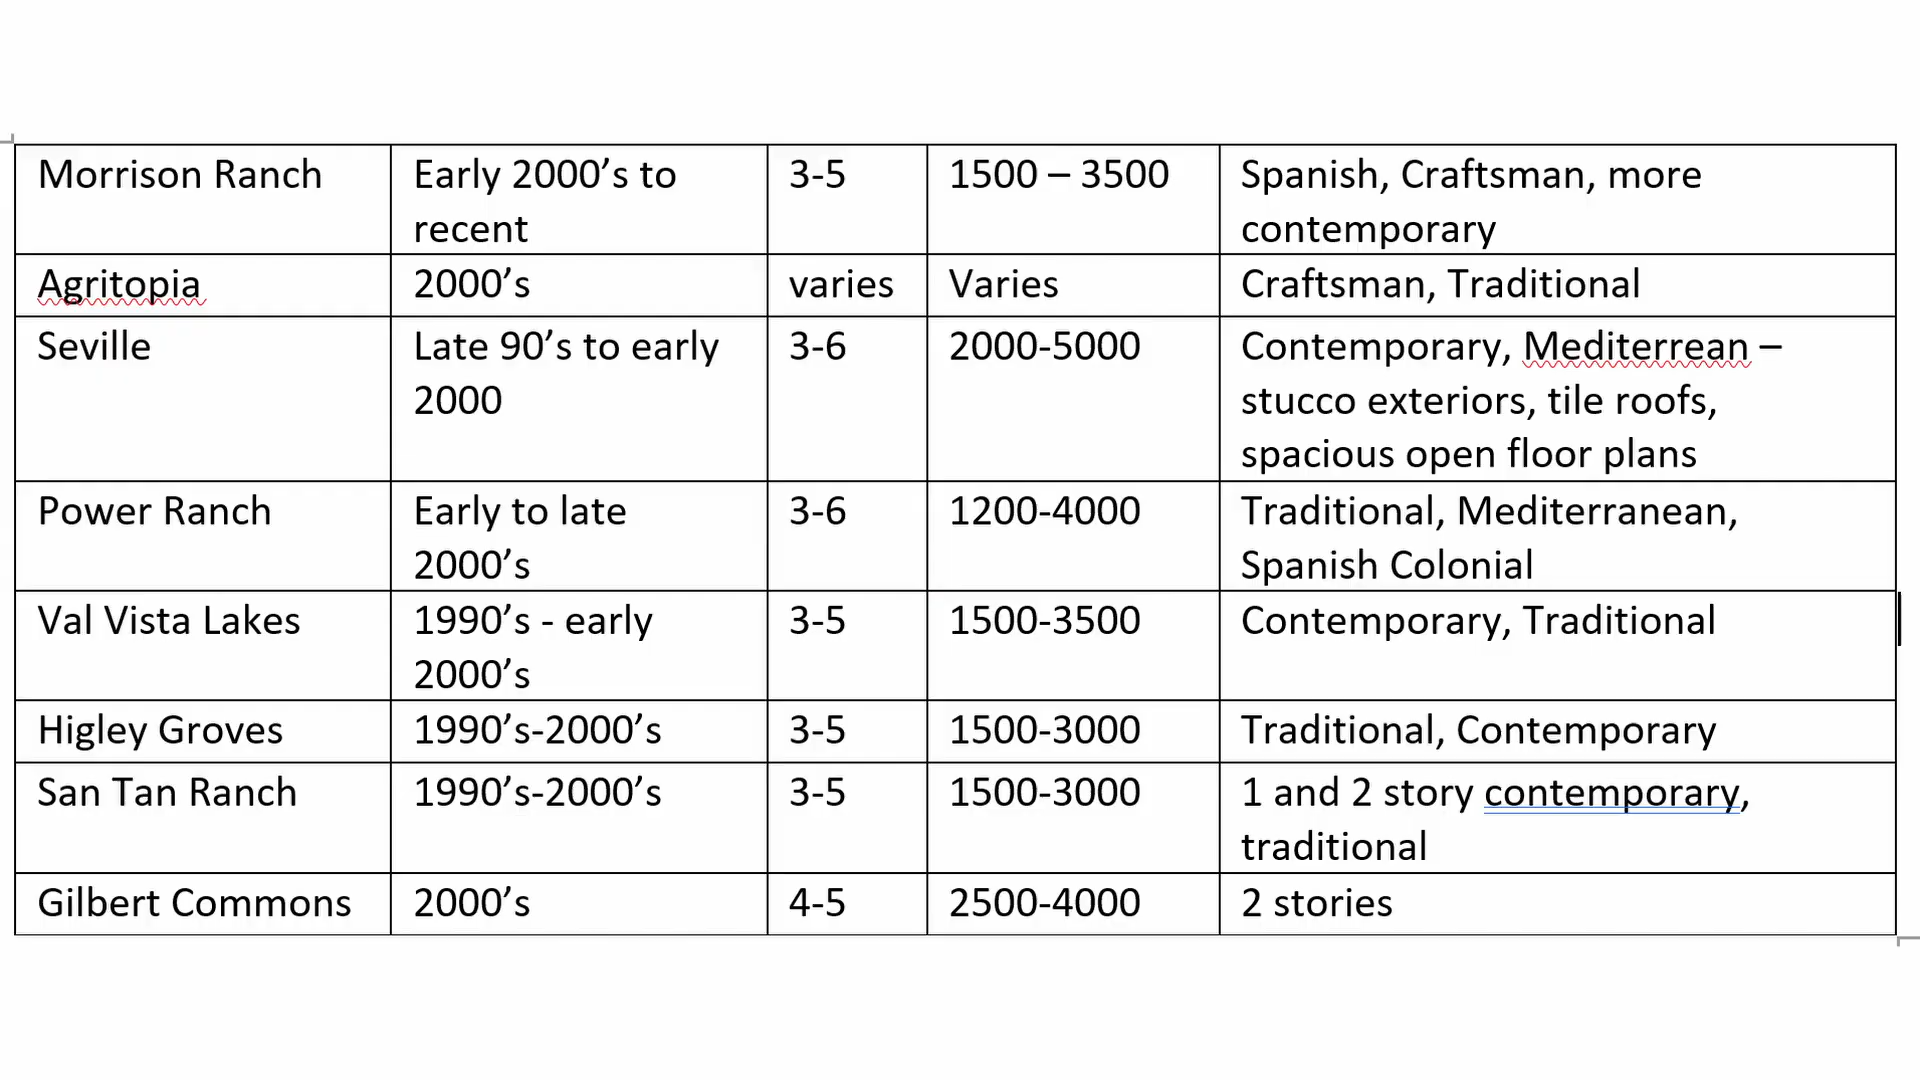 Morrison Ranch Early 2000’s to 3-5 1500 – 3500 Spanish, Craftsman, more
recent contemporary
Agritopia 2000’s varies Varies Craftsman, Traditional
Seville Late 90’s to early 3-6 2000-5000 Contemporary, Mediterrean –
2000 stucco exteriors, tile roofs,
spacious open floor plans
Power Ranch Early to late 3-6 1200-4000 Traditional, Mediterranean,
2000’s Spanish Colonial
Val Vista Lakes 1990’s - early 3-5 1500-3500 Contemporary, Traditional
2000’s
Higley Groves 1990’s-2000’s 3-5 1500-3000 Traditional, Contemporary
San Tan Ranch 1990’s-2000’s 3-5 1500-3000 1 and 2 story contemporary,
traditional
Gilbert Commons 2000’s 4-5 2500-4000 2 stories